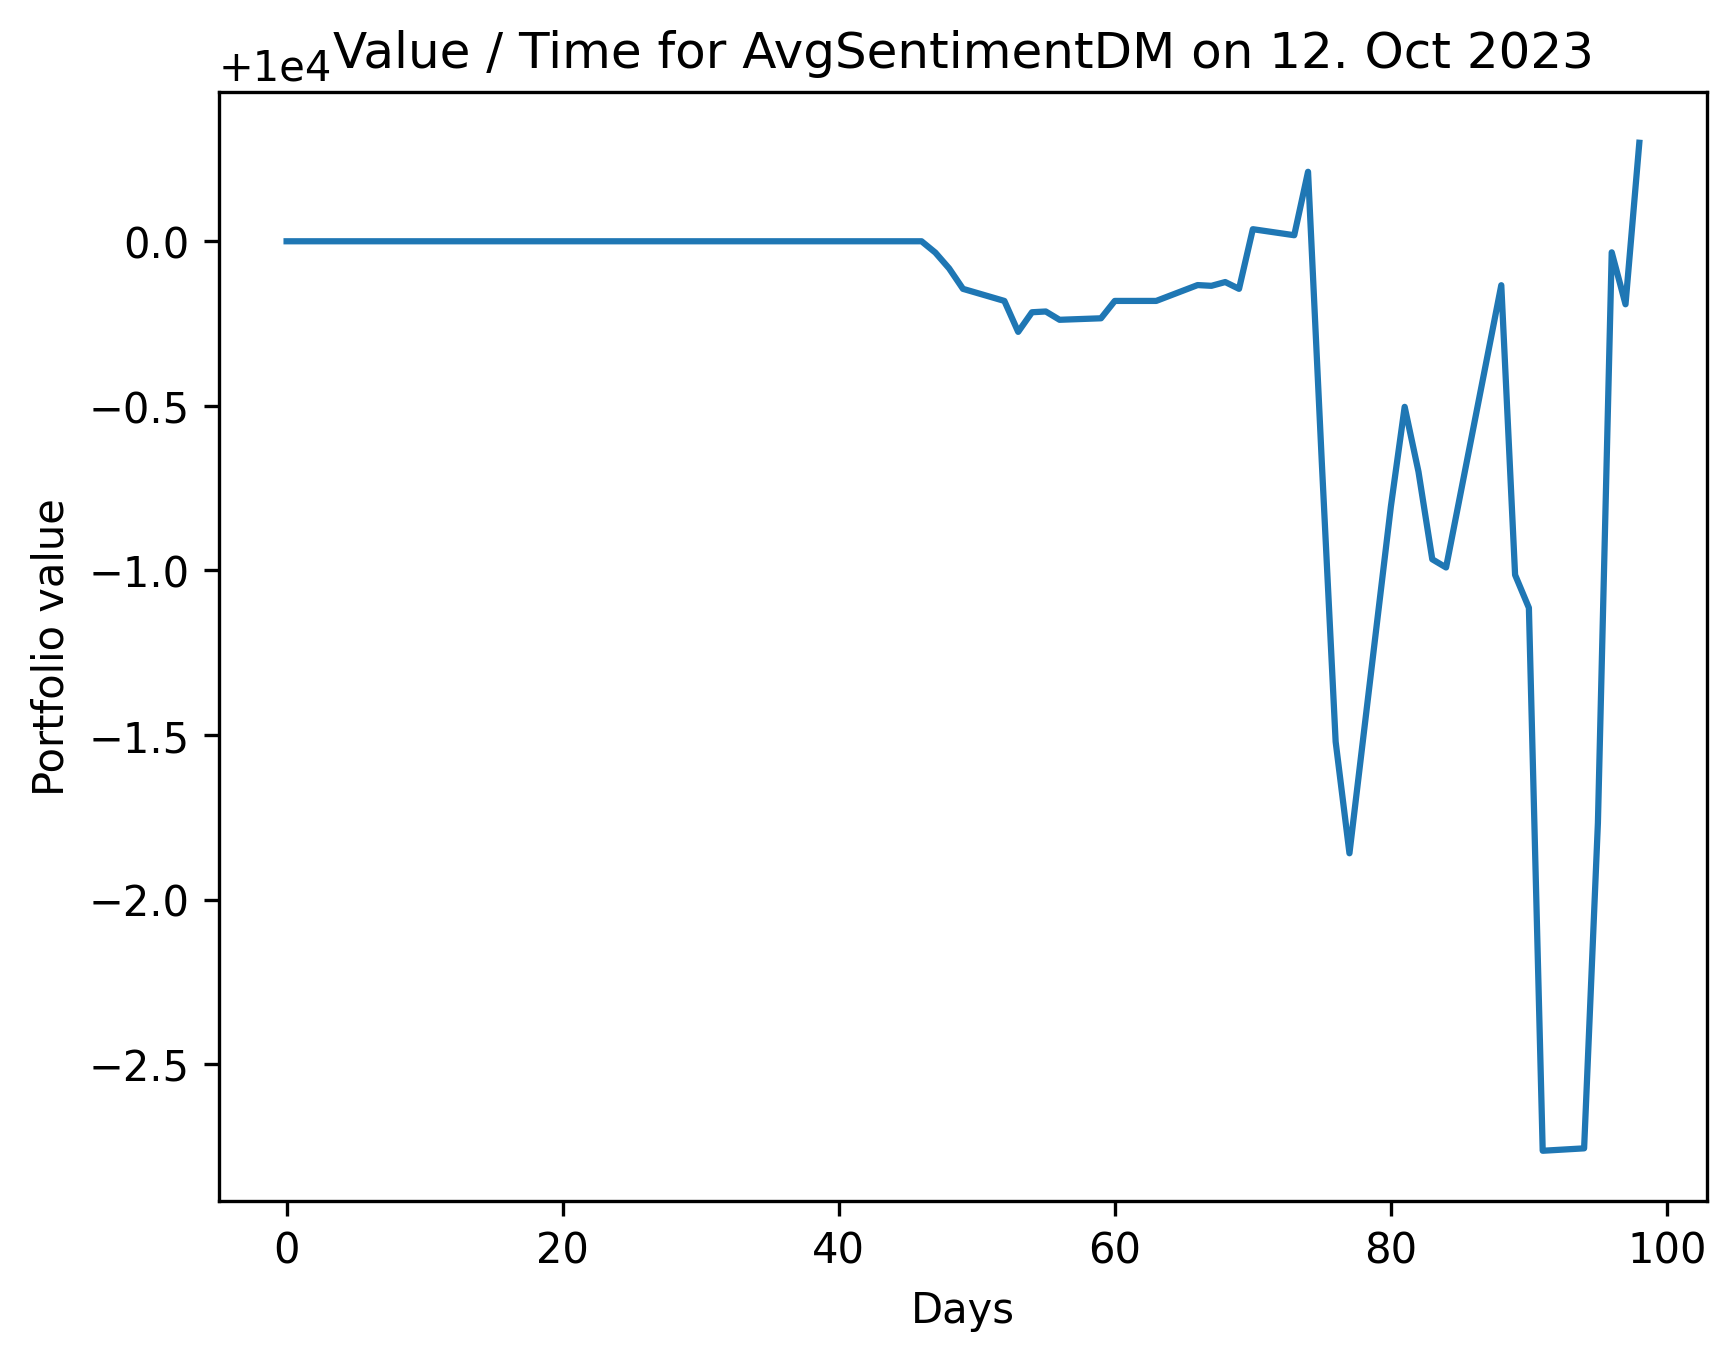 Value / Time for AvgSentimentDM on 12. Oct 2023
+1e4
0.0
−0.5
−1.0
−1.5
−2.0
−2.5
Portfolio value
0 20 40 60 80 100
Days